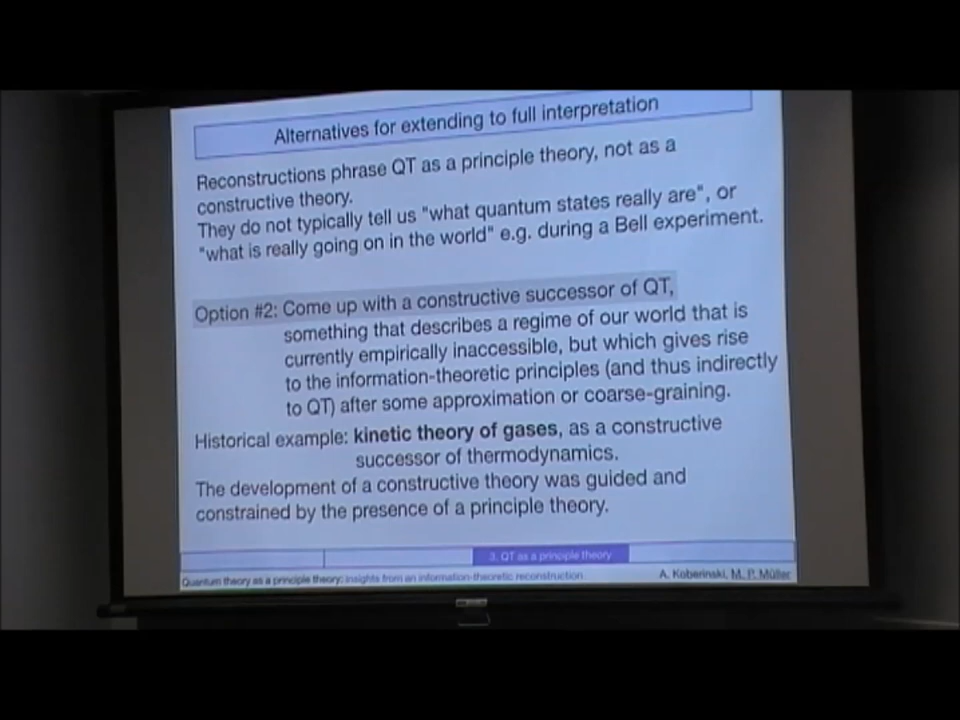 Alternatives for extending to full interpretation
Reconstructions phrase QT as a principle theory, not as a
constructive theory.
They do not typically tell us "what quantum states really are", or
"what is really going on in the world" e.g. during a Bell experiment.
Option #2: Come up with a constructive successor of QT,
something that describes a regime of our world that is
currently empirically inaccessible, but which gives rise
to the information-theoretic principles (and thus indirectly
to QT) after some approximation or coarse-graining.
Historical example: kinetic theory of gases, as a constructive
successor of thermodynamics.
The development of a constructive theory was guided and
constrained by the presence of a principle theory.
3. QT as a principle theory
Quantum theory as a principle theory: insights from an information-theoretic reconstruction.
A. Koberinski, M. P. Müller